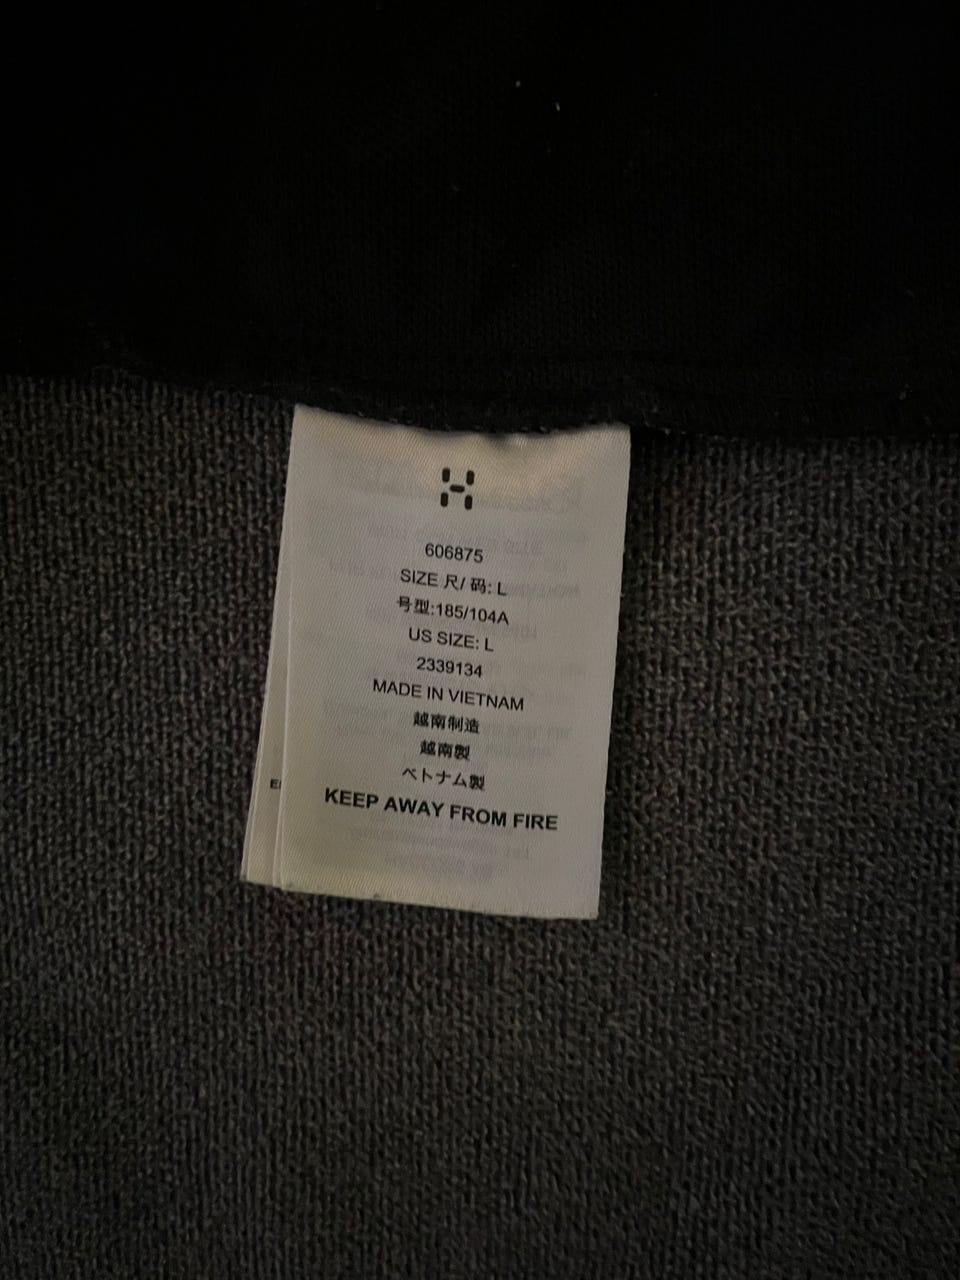 606875
SIZE 尺/ 码: L
号型:185/104A
US SIZE: L
2339134
MADE IN VIETNAM
越南制造
越南製
ベトナム製
KEEP AWAY FROM FIRE